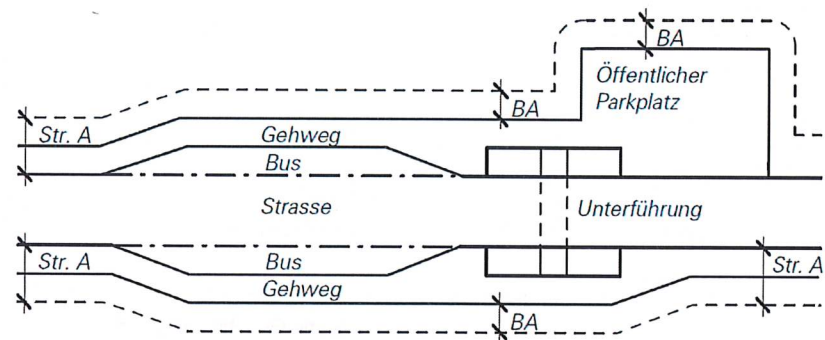 BA
Öffentlicher
Parkplatz
BA
Str. A
Gehweg
Bus
Strasse
Unterführung
Str. A
Bus
Str. A
Gehweg
BA